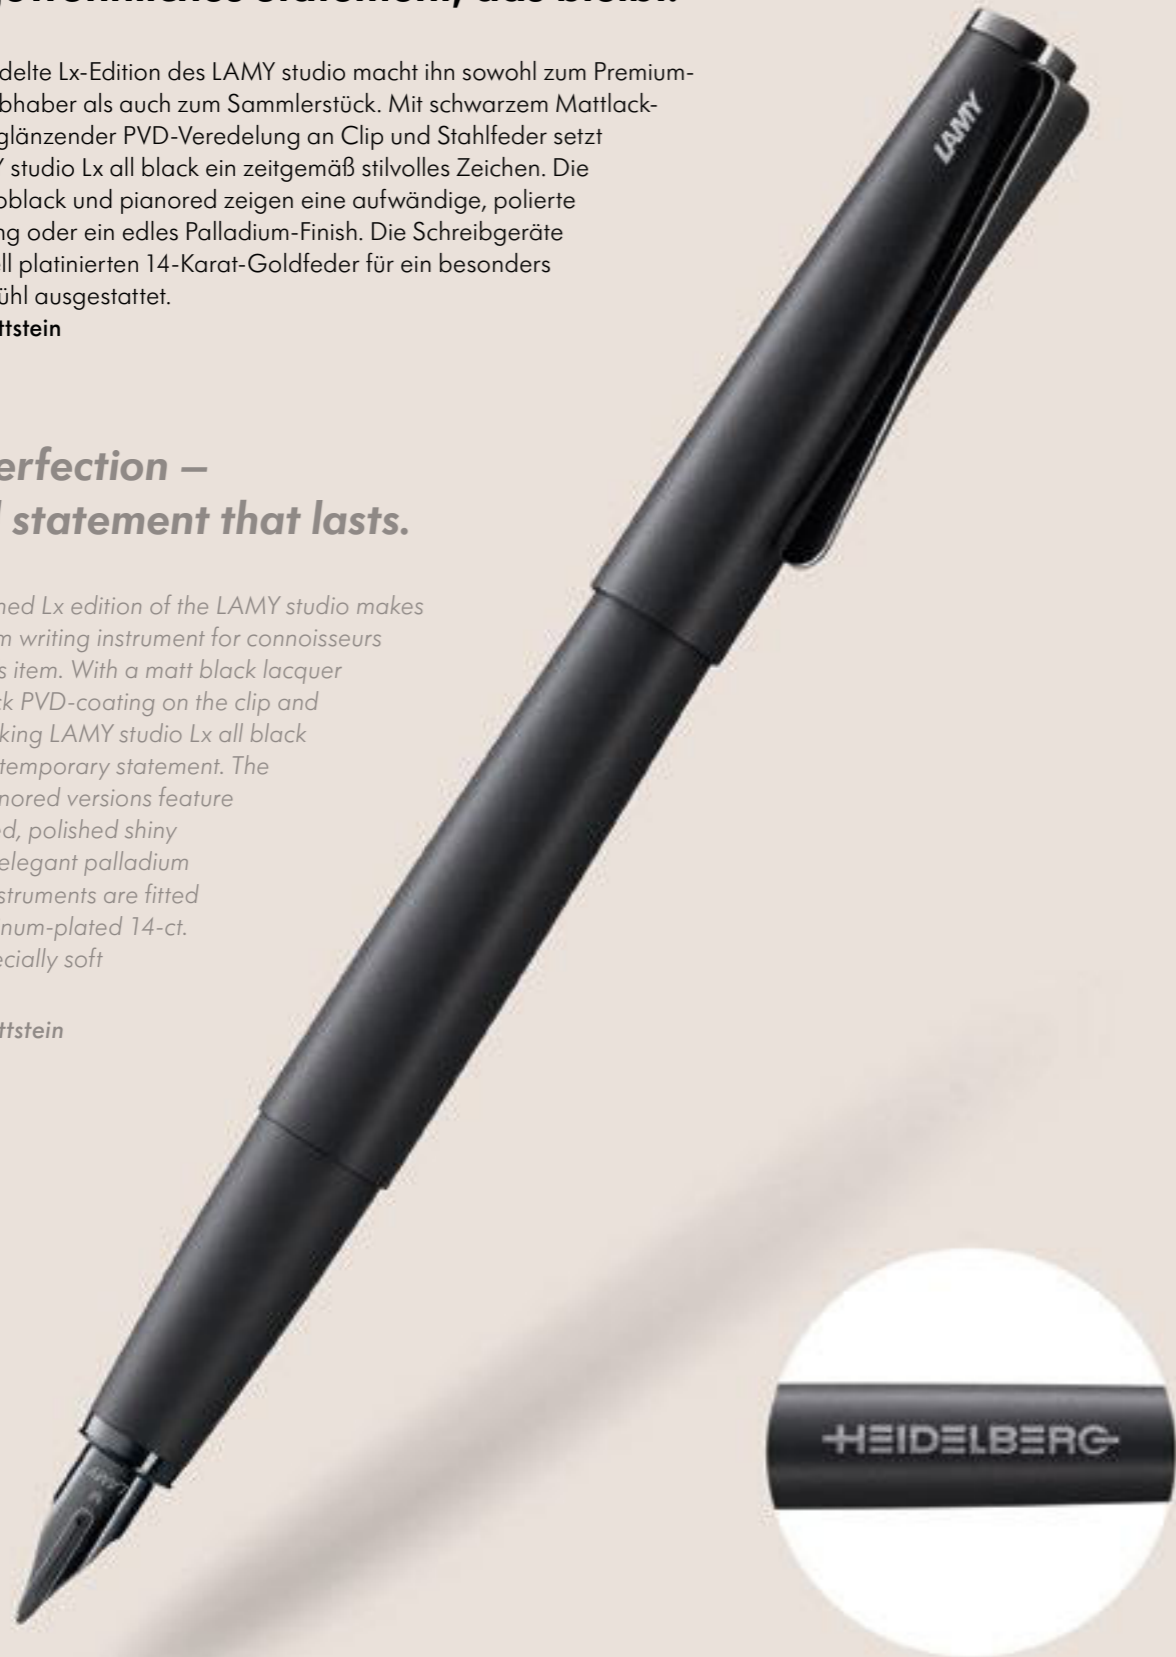 gewöhnliches Statement, das bleibt.
delte Lx-Edition des LAMY studio macht ihn sowohl zum Premium-
bhaber als auch zum Sammlerstück. Mit schwarzem Mattlack-
glänzender PVD-Veredelung an Clip und Stahlfeder setzt
Y studio Lx all black ein zeitgemäß stilvolles Zeichen. Die
oblack und pianored zeigen eine aufwändige, polierte
ng oder ein edles Palladium-Finish. Die Schreibgeräte
ll platinierten 14-Karat-Goldfeder für ein besonders
ühl ausgestattet.
ttstein
erfection –
statement that lasts.
ned Lx edition of the LAMY studio makes
m writing instrument for connoisseurs
s item. With a matt black lacquer
ck PVD-coating on the clip and
king LAMY studio Lx all black
temporary statement. The
nored versions feature
ed, polished shiny
elegant palladium
struments are fitted
num-plated 14-ct.
ecially soft
ttstein
LAMY
LAMY
HEIDELBERG